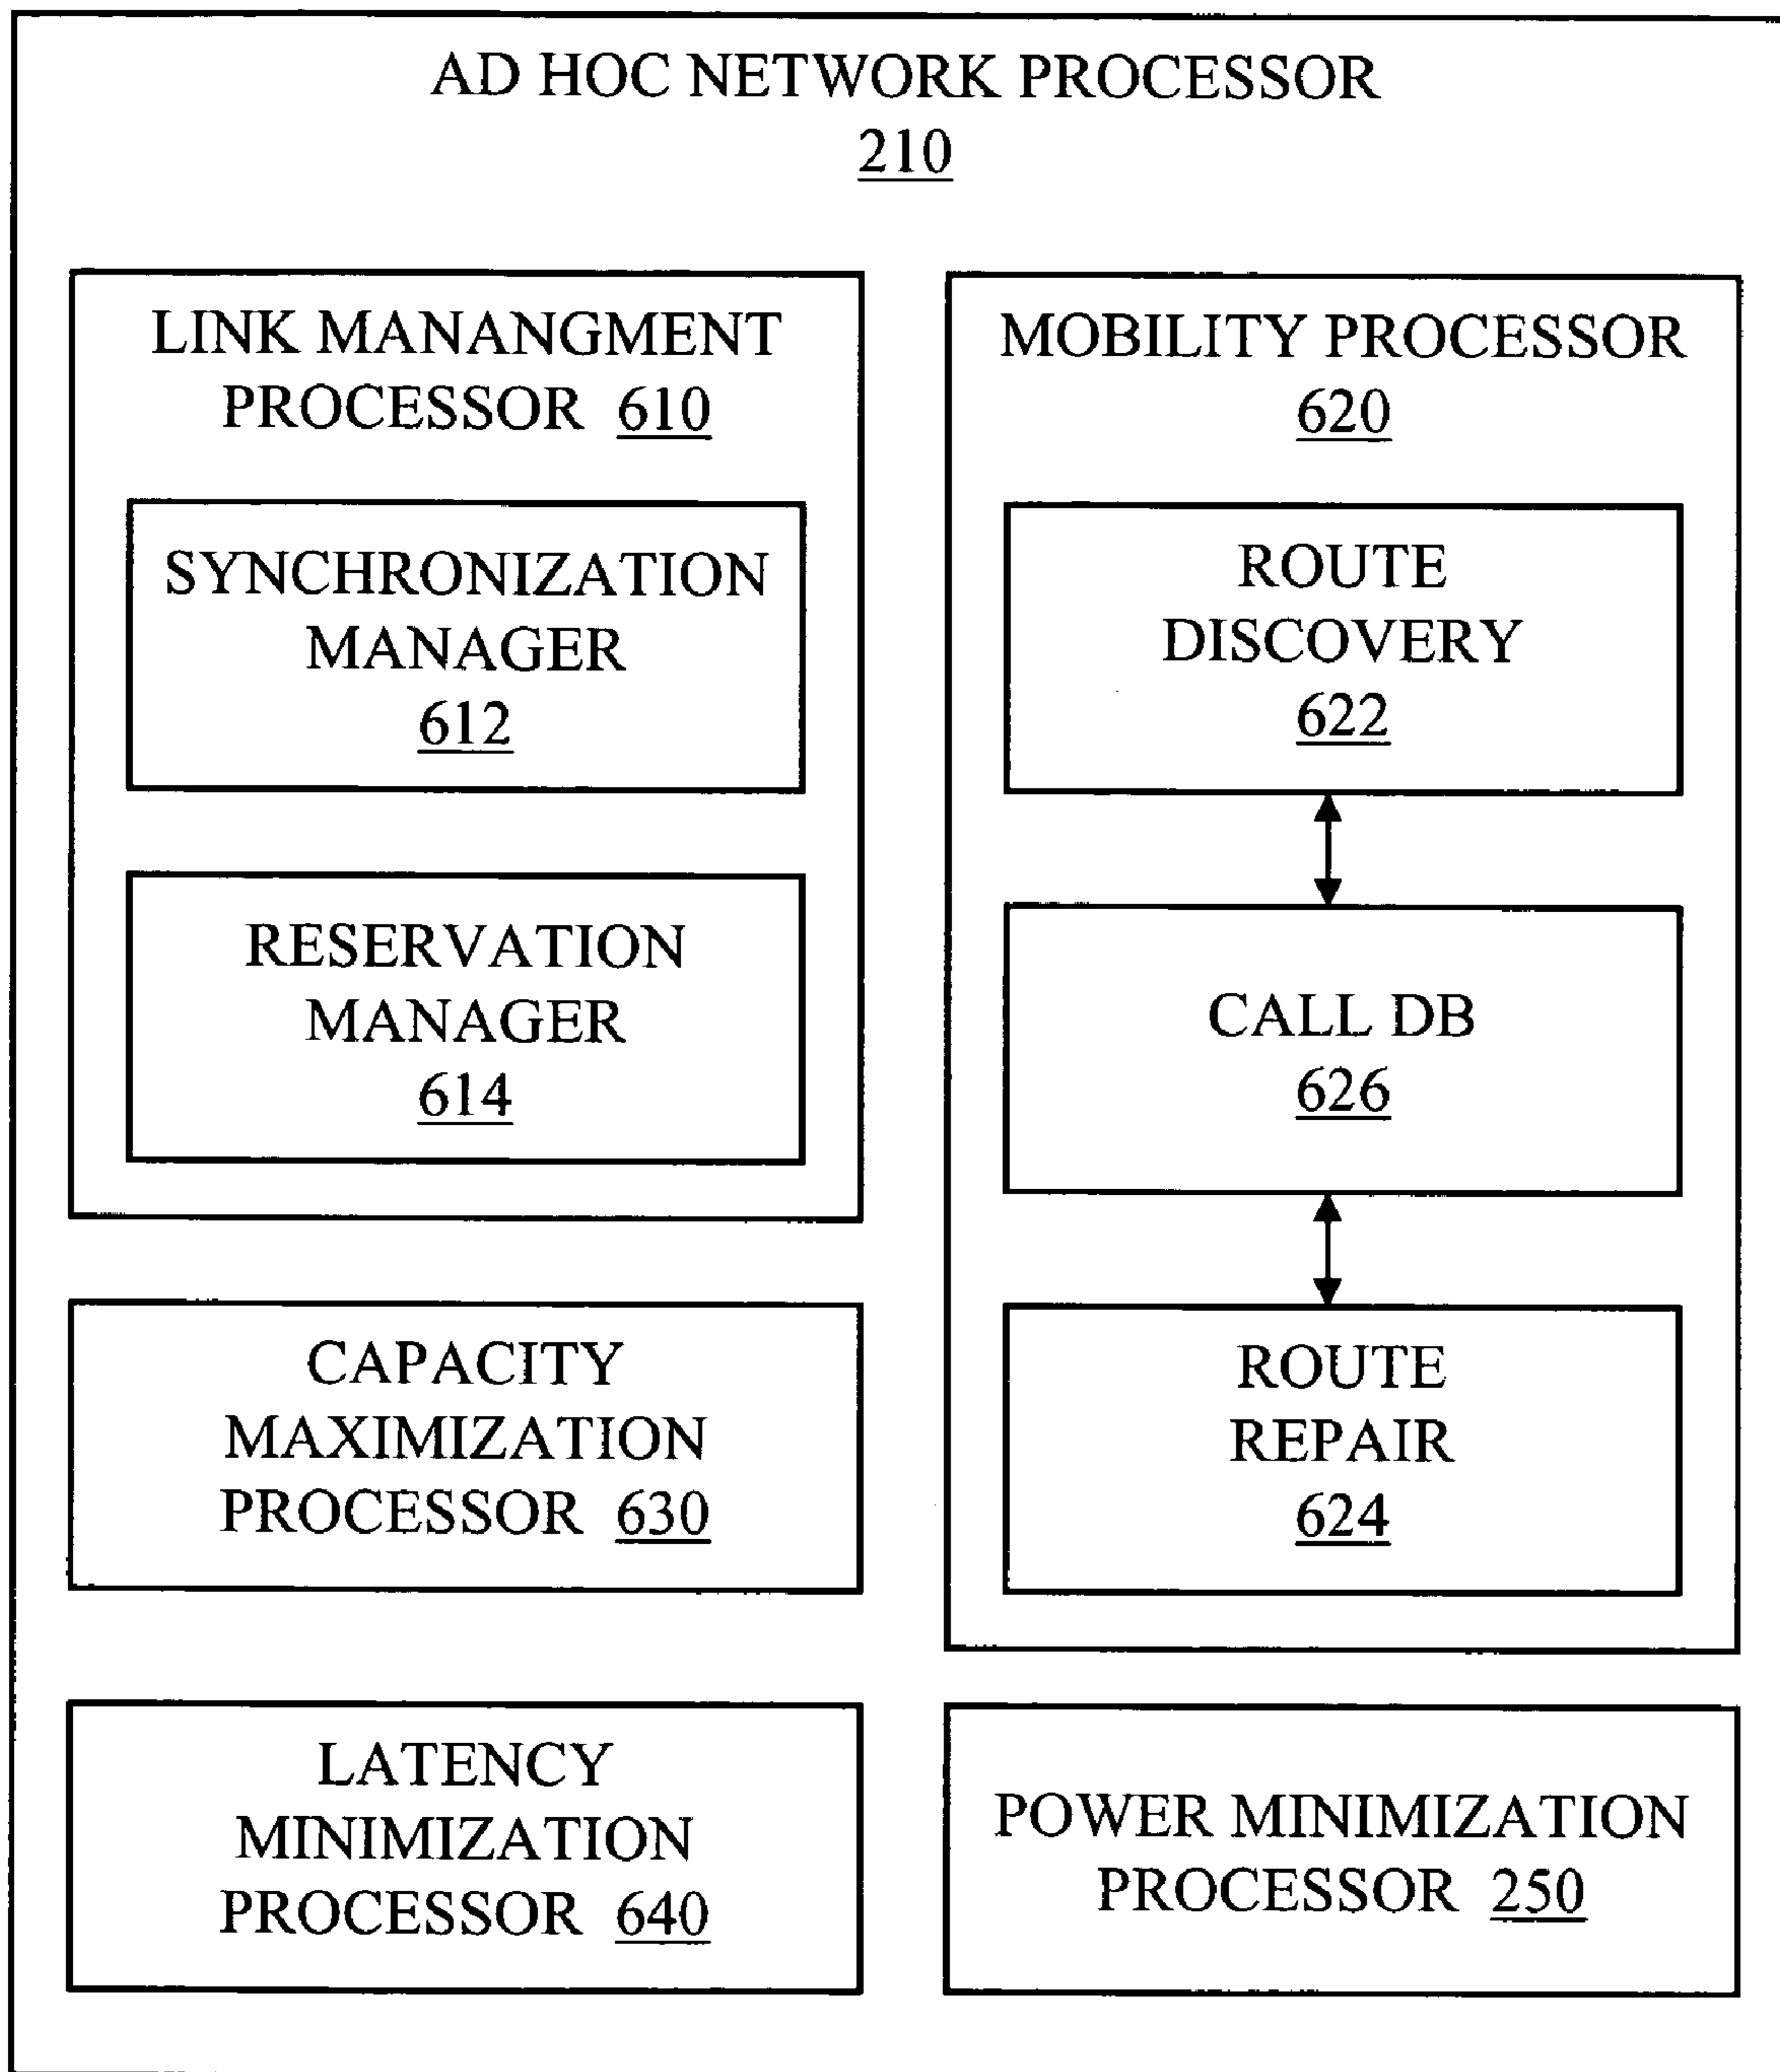 AD HOC NETWORK PROCESSOR
210
LINK MANANGMENT
PROCESSOR 610
SYNCHRONIZATION
MANAGER
612
RESERVATION
MANAGER
614
MOBILITY PROCESSOR
620
ROUTE
DISCOVERY
622
CALL DB
626
ROUTE
REPAIR
624
CAPACITY
MAXIMIZATION
PROCESSOR 630
LATENCY
MINIMIZATION
PROCESSOR 640
POWER MINIMIZATION
PROCESSOR 250